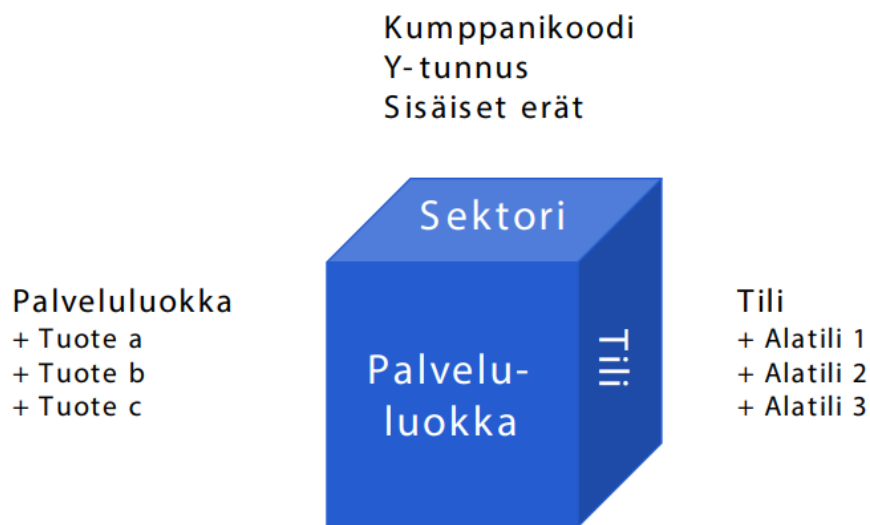 Kumppanikoodi
Y-tunnus
Sisäiset erät
Sektori
Palveluluokka
+ Tuote a
+ Tuote b
+ Tuote c
Palvelu-
luokka
Tili
Tili
+ Alatili 1
+ Alatili 2
+ Alatili 3